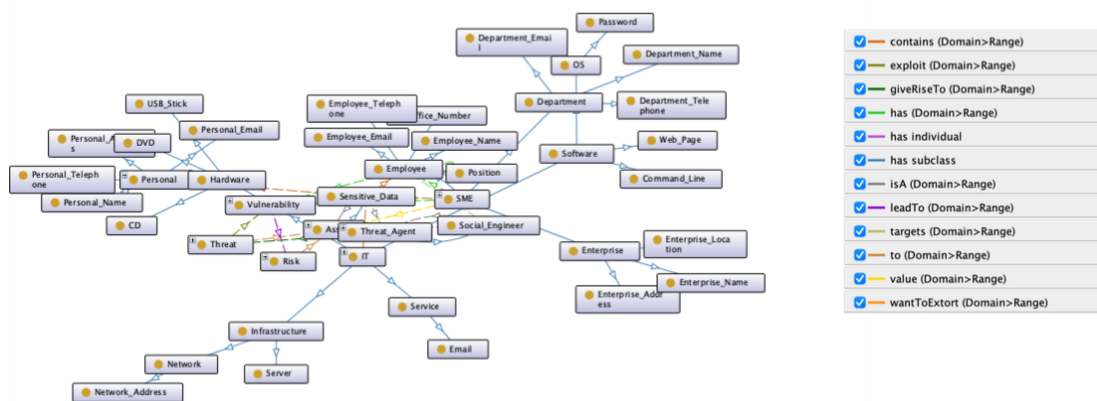 Password
Department_Emai
l
Department_Name
OS
Department
Department_Tele
phone
USB_Stick
Employee_Teleph
one
ffice_Number
Personal_Email
Personal_A
s
DVD
Employee_Email
Employee_Name
Web_Page
Software
Personal_Teleph
one
Personal
Hardware
Employee
Position
Command_Line
Personal_Name
Sensitive_Data
SME
Vulnerability
CD
Ass
Threat_Agent
Social_Engineer
Threat
Risk
IT
Enterprise
Enterprise_Loca
tion
Enterprise_Name
Enterprise_Addr
ess
Service
Infrastructure
Email
Network
Server
Network_Address
contains (Domain>Range)
exploit (Domain>Range)
giveRiseTo (Domain>Range)
has (Domain>Range)
has individual
has subclass
isA (Domain>Range)
leadTo (Domain>Range)
targets (Domain>Range)
to (Domain>Range)
value (Domain>Range)
wantToExtort (Domain>Range)